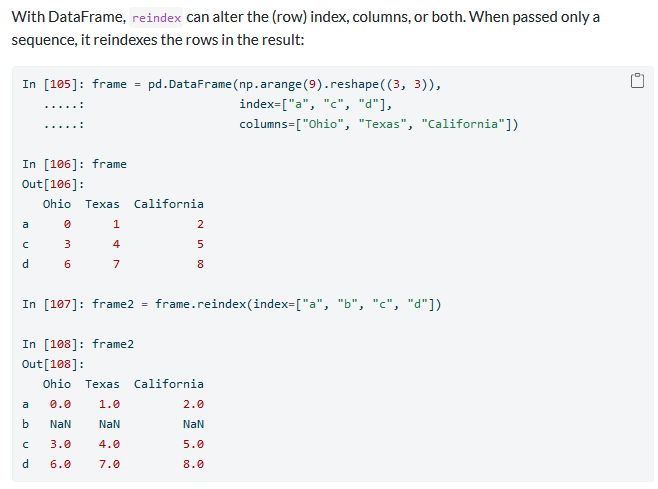 With DataFrame, reindex can alter the (row) index, columns, or both. When passed only a
sequence, it reindexes the rows in the result:
In [105]: frame = pd.DataFrame(np.arange(9).reshape((3, 3)),
   .....:                      index=["a", "c", "d"],
   .....:                      columns=["Ohio", "Texas", "California"])
In [106]: frame
Out[106]:
   Ohio  Texas  California
a     0      1           2
c     3      4           5
d     6      7           8
In [107]: frame2 = frame.reindex(index=["a", "b", "c", "d"])
In [108]: frame2
Out[108]:
   Ohio  Texas  California
a   0.0    1.0         2.0
b   NaN    NaN         NaN
c   3.0    4.0         5.0
d   6.0    7.0         8.0